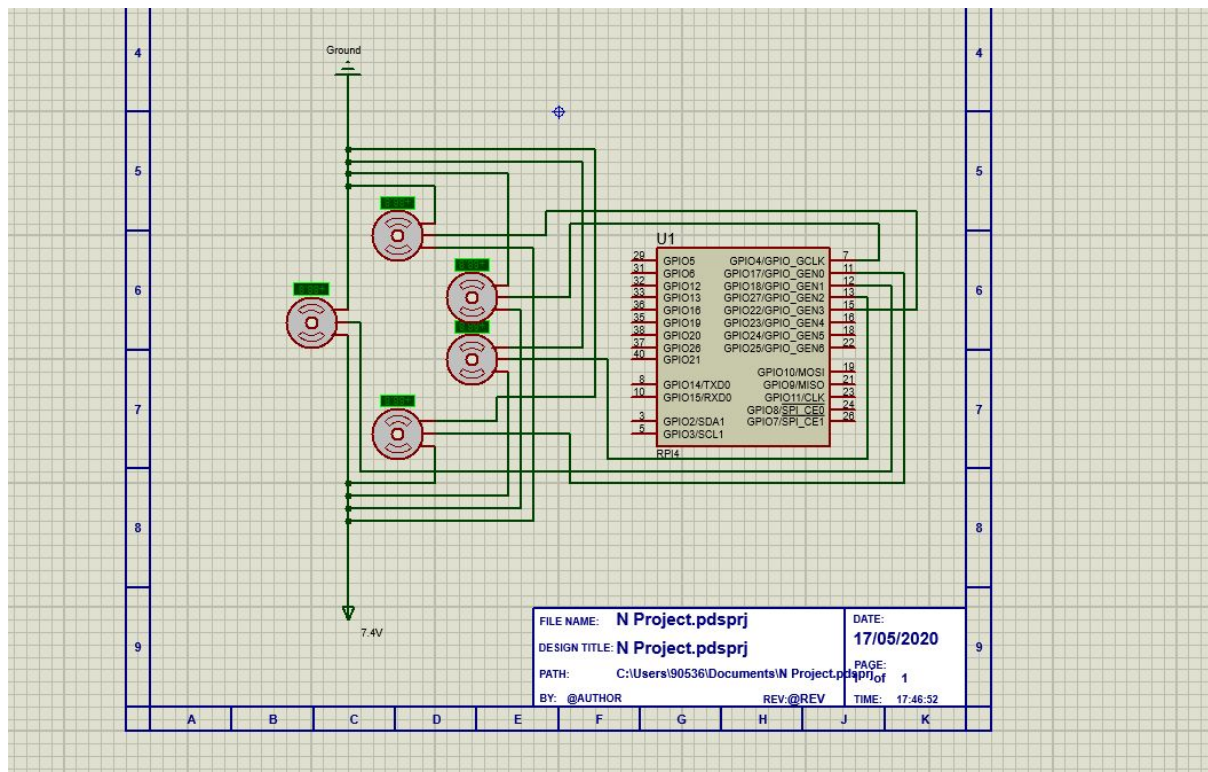 Ground
4
4
5
5
U1
29 GPIO5 GPIO4/GPIO_GCLK 7
31 GPIO6 GPIO17/GPIO_GEN0 11
32 GPIO12 GPIO18/GPIO_GEN1 12
33 GPIO13 GPIO27/GPIO_GEN2 13
36 GPIO16 GPIO22/GPIO_GEN3 15
35 GPIO19 GPIO23/GPIO_GEN4 16
38 GPIO20 GPIO24/GPIO_GEN5 18
37 GPIO26 GPIO25/GPIO_GEN6 22
40 GPIO21
GPIO10/MOSI 19
8 GPIO14/TXD0 GPIO9/MISO 21
10 GPIO15/RXD0 GPIO11/CLK 23
GPIO8/SPI_CE0 24
3 GPIO2/SDA1 GPIO7/SPI_CE1 26
5 GPIO3/SCL1
RPI4
6
6
7
7
8
8
7.4V
9
9
FILE NAME: N Project.pdsprj
DESIGN TITLE: N Project.pdsprj
PATH: C:\Users\90536\Documents\N Project.pdsprj
BY: @AUTHOR REV:@REV
DATE:
17/05/2020
PAGE:
1 of 1
TIME: 17:46:52
A B C D E F G H J K